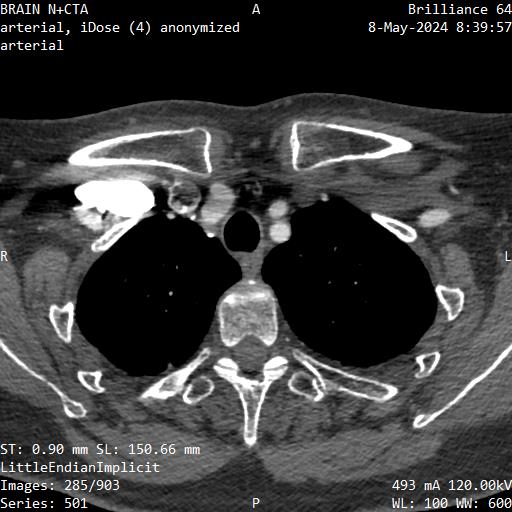 BRAIN N+CTA
A
Brilliance 64
arterial, iDose (4) anonymized
8-May-2024 8:39:57
arterial
R
L
ST: 0.90 mm SL: 150.66 mm
LittleEndianImplicit
Images: 285/903
493 mA 120.00kV
Series: 501
P
WL: 100 WW: 600